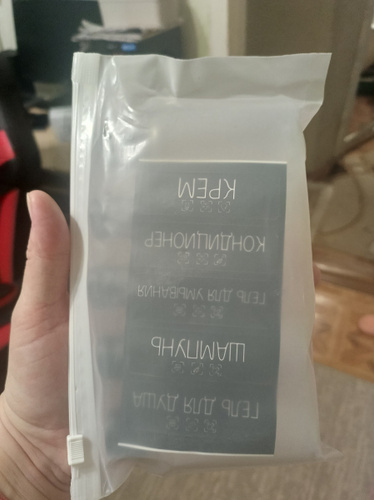 ГЕЛЬ ДЛЯ ДУША
ШАМПУНЬ
ГЕЛЬ ДЛЯ УМЫВАНИЯ
КОНДИЦИОНЕР
КРЕМ